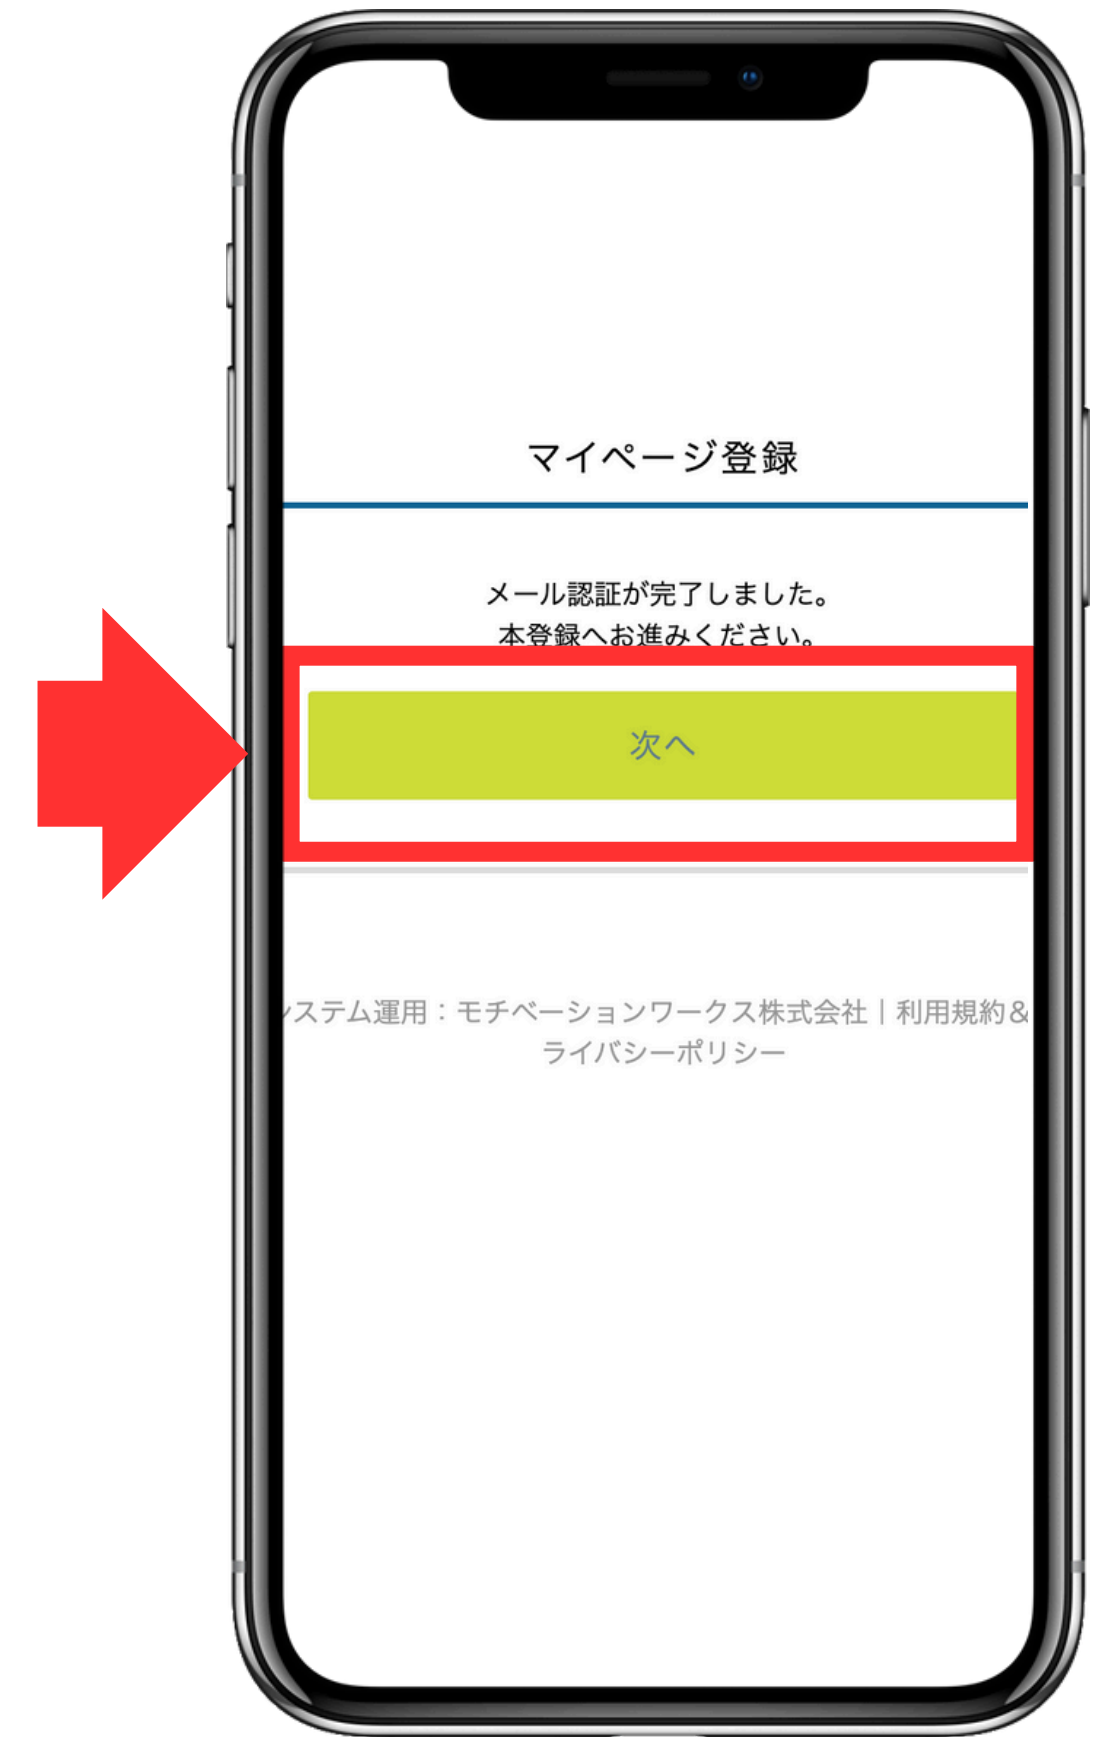 マイページ登録
メール認証が完了しました。
本登録へお進みください。
次へ
ステム運用：モチベーションワークス株式会社｜利用規約＆
ライバシーポリシー